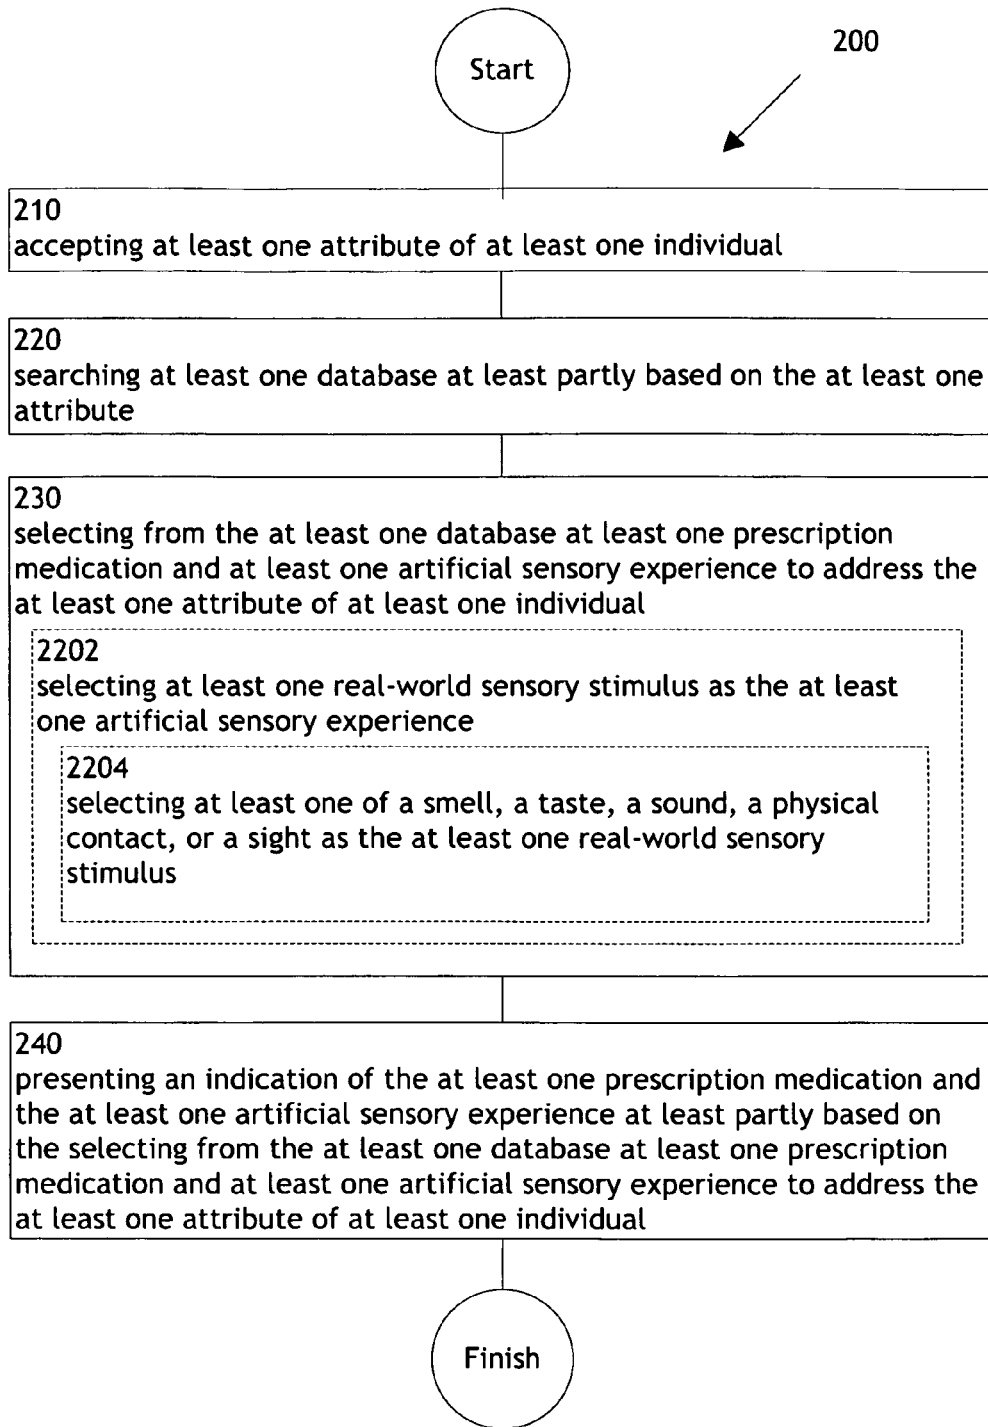 Start
200
210
accepting at least one attribute of at least one individual
220
searching at least one database at least partly based on the at least one
attribute
230
selecting from the at least one database at least one prescription
medication and at least one artificial sensory experience to address the
at least one attribute of at least one individual
2202
selecting at least one real-world sensory stimulus as the at least
one artificial sensory experience
2204
selecting at least one of a smell, a taste, a sound, a physical
contact, or a sight as the at least one real-world sensory
stimulus
240
presenting an indication of the at least one prescription medication and
the at least one artificial sensory experience at least partly based on
the selecting from the at least one database at least one prescription
medication and at least one artificial sensory experience to address the
at least one attribute of at least one individual
Finish